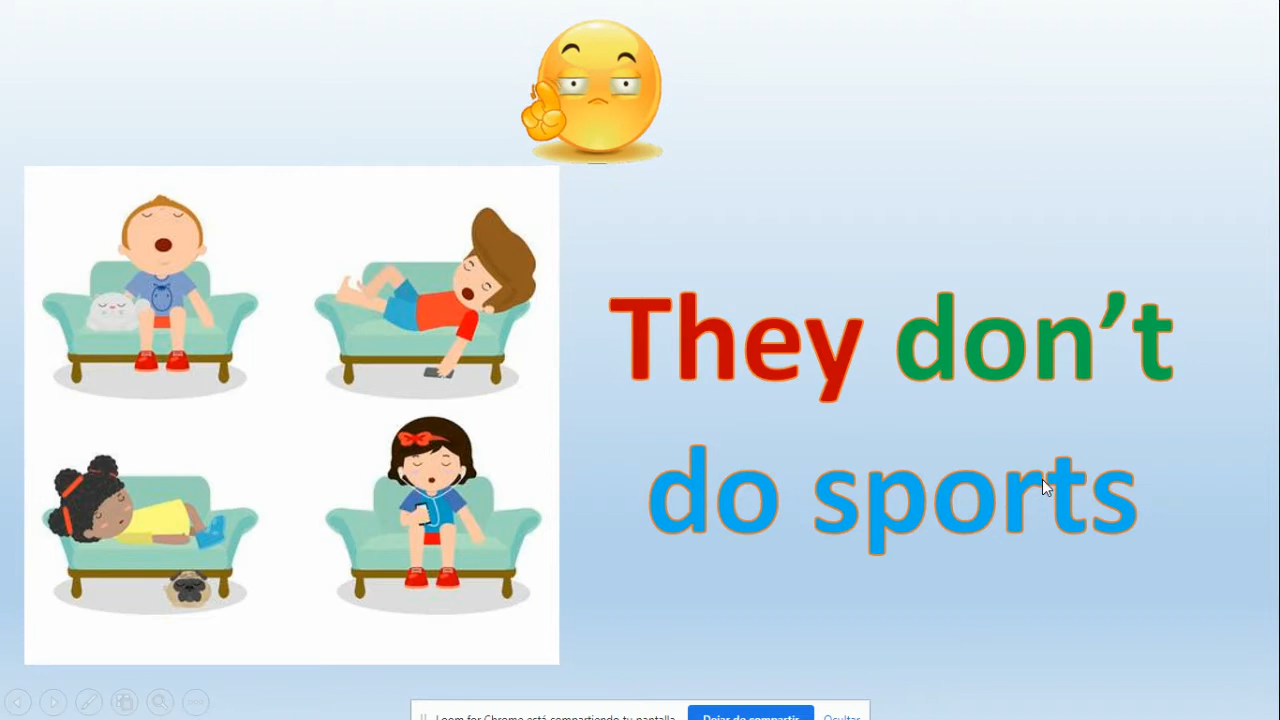 They don't
do sports
Loom for Chrome está compartiendo tu pantalla.
Dejar de compartir
Ocultar